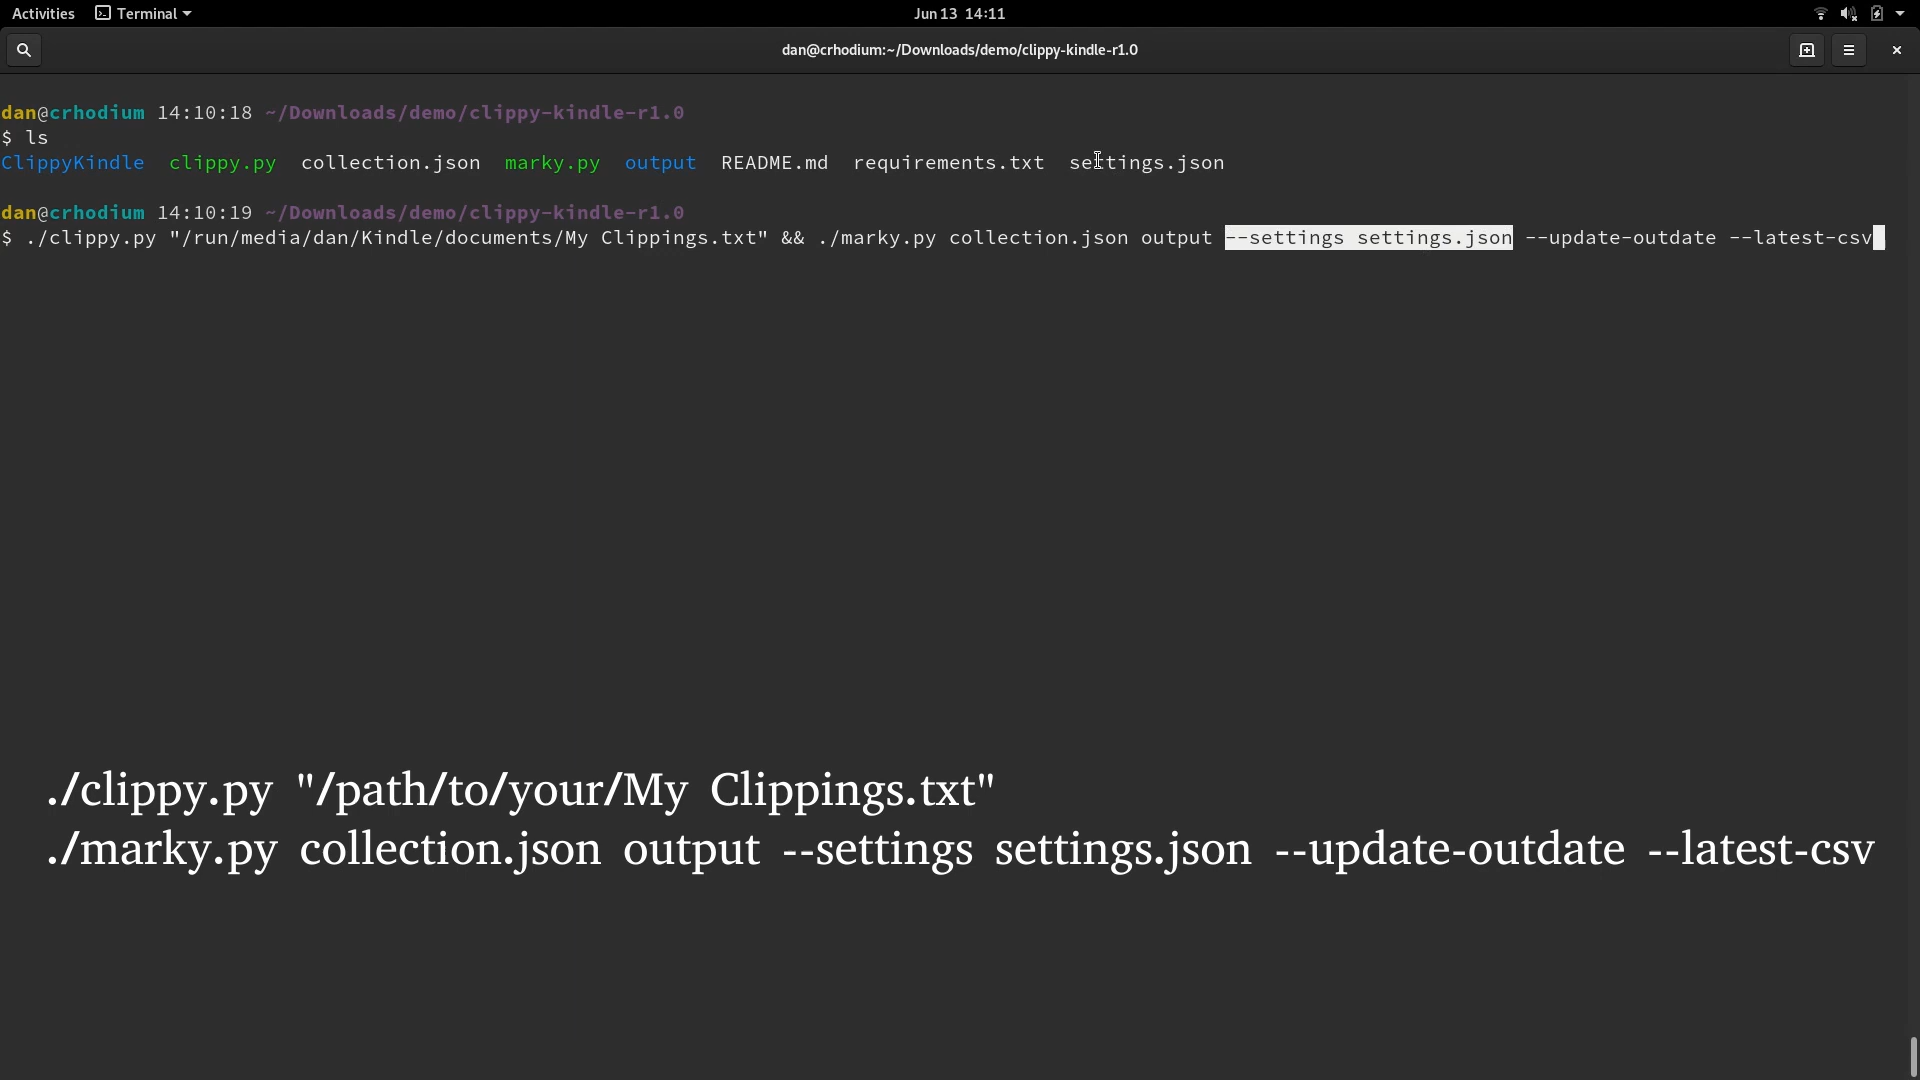 Activities Terminal Jun 13 14:11
dan@crhodium:~/Downloads/demo/clippy-kindle-r1.0
dan@crhodium 14:10:18 ~/Downloads/demo/clippy-kindle-r1.0
$ ls
ClippyKindle clippy.py collection.json marky.py output README.md requirements.txt settings.json
dan@crhodium 14:10:19 ~/Downloads/demo/clippy-kindle-r1.0
$ ./clippy.py "/run/media/dan/Kindle/documents/My Clippings.txt" && ./marky.py collection.json output --settings settings.json --update-outdate --latest-csv
./clippy.py "/path/to/your/My Clippings.txt"
./marky.py collection.json output --settings settings.json --update-outdate --latest-csv